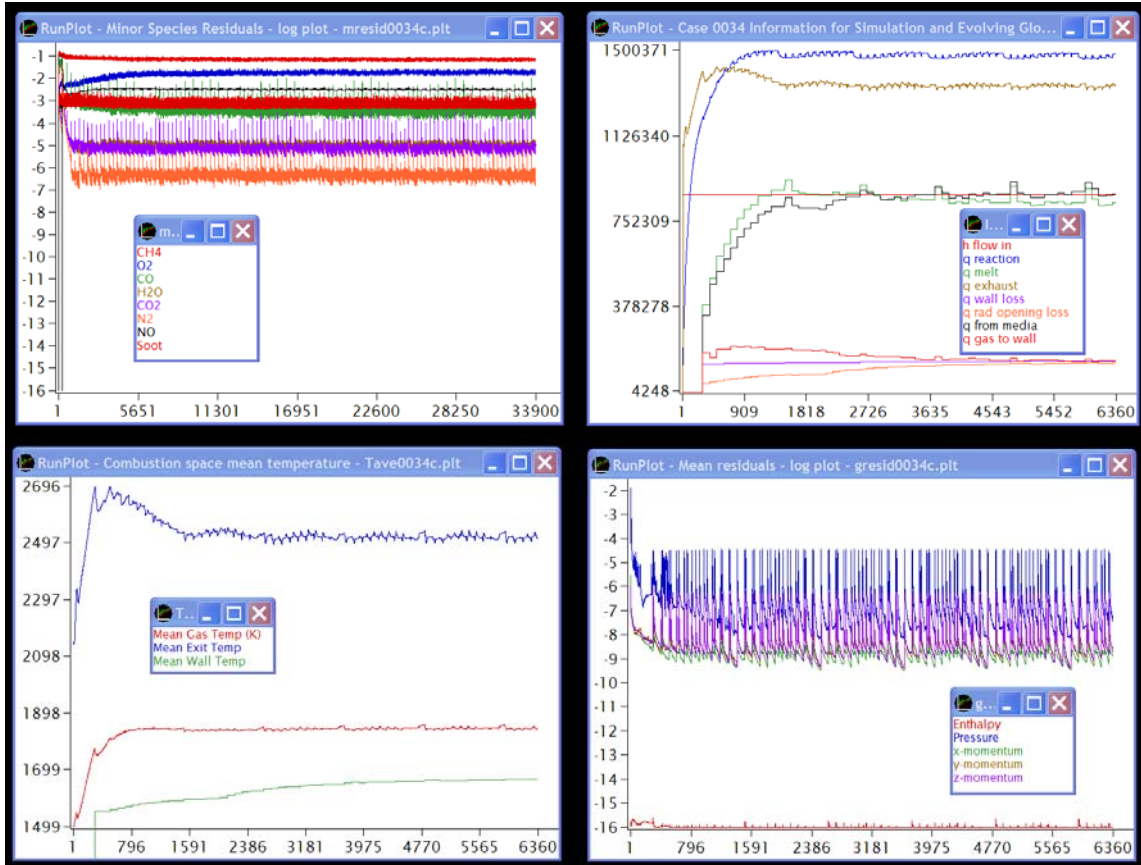 RunPlot - Minor Species Residuals - log plot - mresid0034c.plt
-1
-2
-3
-4
-5
-6
-7
-8
-9
-10
-11
-12
-13
-14
-15
-16
m..
CH4
O2
CO
H2O
CO2
N2
NO
Soot
1 5651 11301 16951 22600 28250 33900
RunPlot - Case 0034 Information for Simulation and Evolving Glo...
1500371
1126340
752309
378278
4248
I...
h flow in
q reaction
q melt
q exhaust
q wall loss
q rad opening loss
q from media
q gas to wall
1 909 1818 2726 3635 4543 5452 6360
RunPlot - Combustion space mean temperature - Tave0034c.plt
2696
2497
2297
2098
1898
1699
1499
T...
Mean Gas Temp (K)
Mean Exit Temp
Mean Wall Temp
1 796 1591 2386 3181 3975 4770 5565 6360
RunPlot - Mean residuals - log plot - gresid0034c.plt
-2
-4
-5
-6
-7
-8
-9
-10
-11
-12
-13
-14
-15
-16
g...
Enthalpy
Pressure
x-momentum
y-momentum
z-momentum
1 796 1591 2386 3181 3975 4770 5565 6360